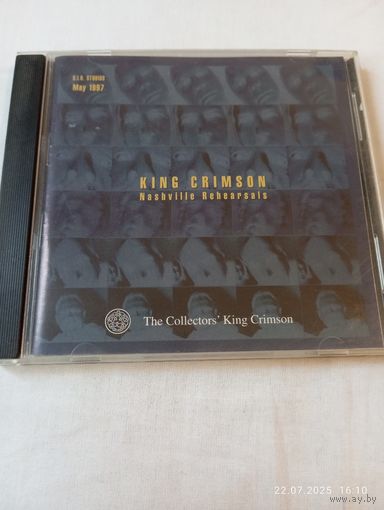 D.I.G. STUDIOS
May 1997
KING CRIMSON
Nashville Rehearsals
The Collectors' King Crimson
22.07.2025 16:10
www.ay.by